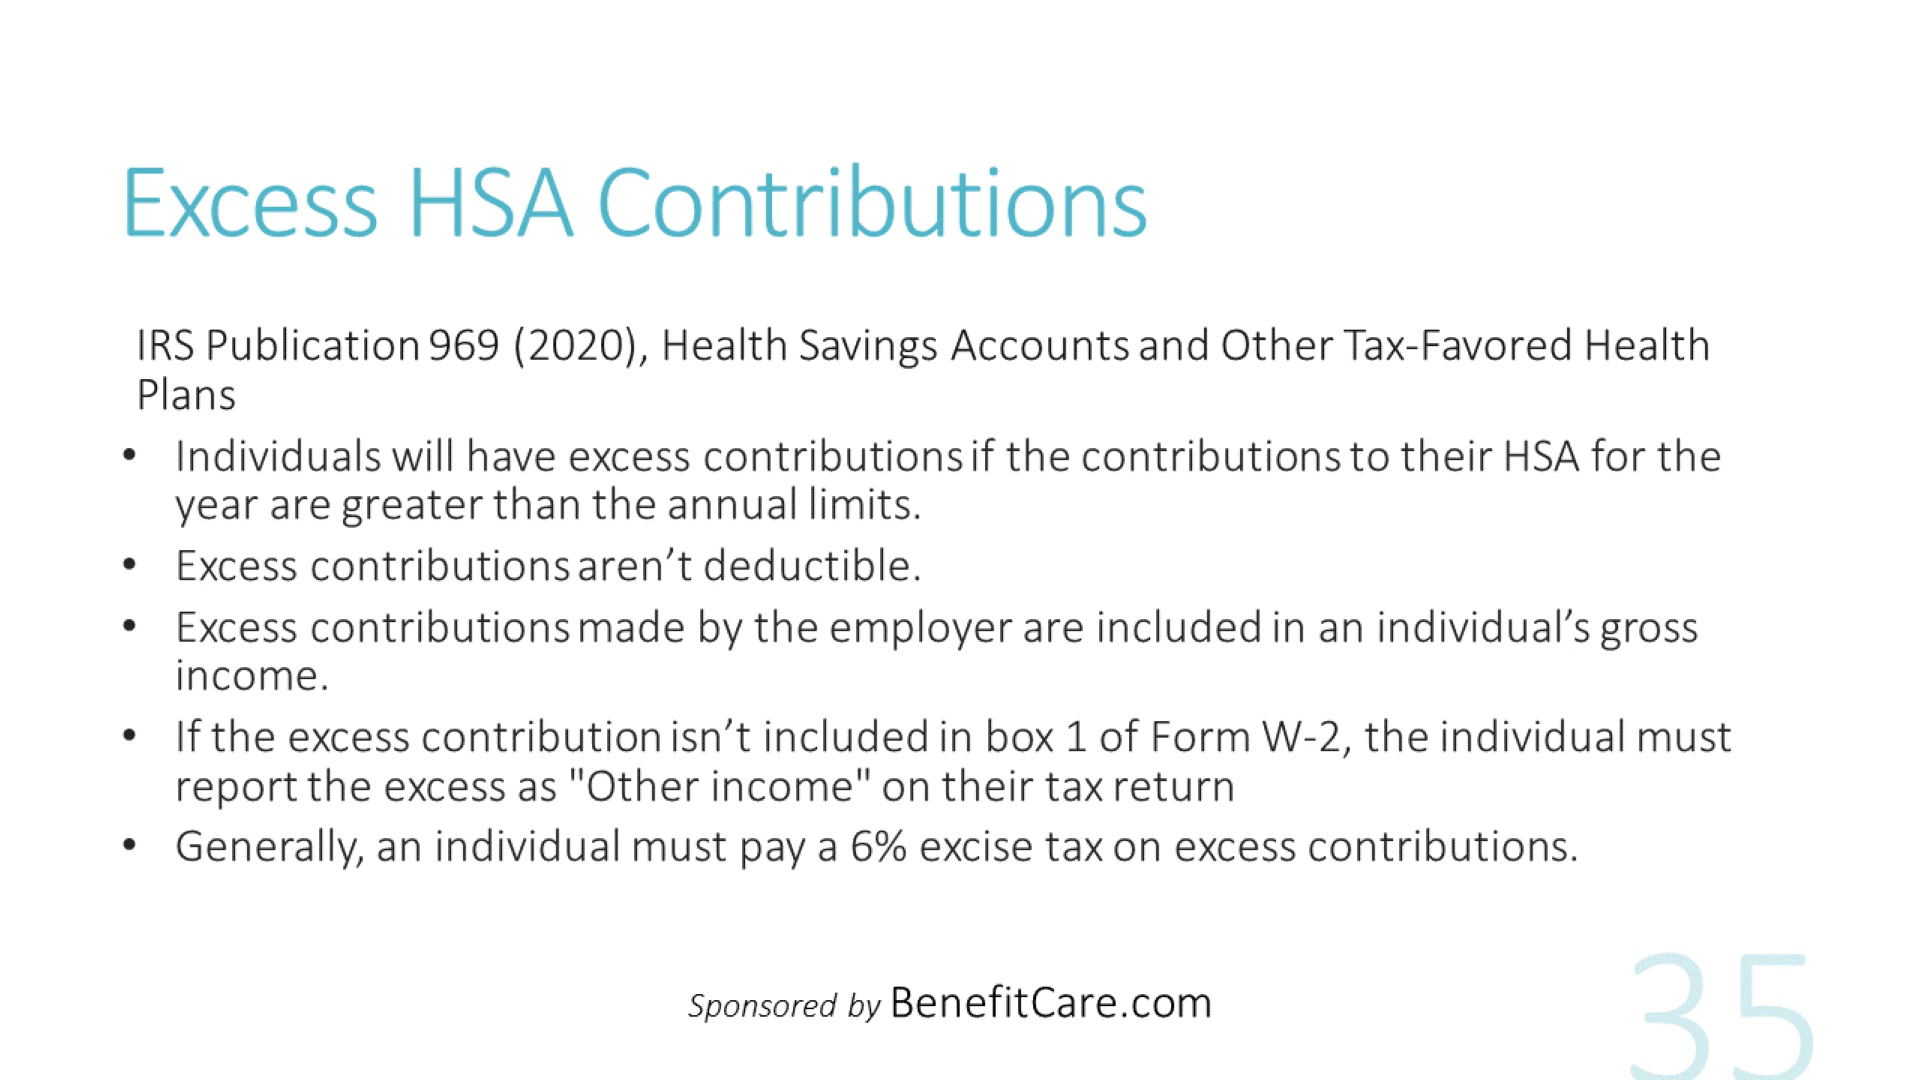 Excess HSA Contributions
IRS Publication 969 (2020), Health Savings Accounts and Other Tax-Favored Health
Plans
• Individuals will have excess contributions if the contributions to their HSA for the
year are greater than the annual limits.
• Excess contributions aren’t deductible.
• Excess contributions made by the employer are included in an individual’s gross
income.
• If the excess contribution isn’t included in box 1 of Form W-2, the individual must
report the excess as "Other income" on their tax return
• Generally, an individual must pay a 6% excise tax on excess contributions.
Sponsored by BenefitCare.com
35